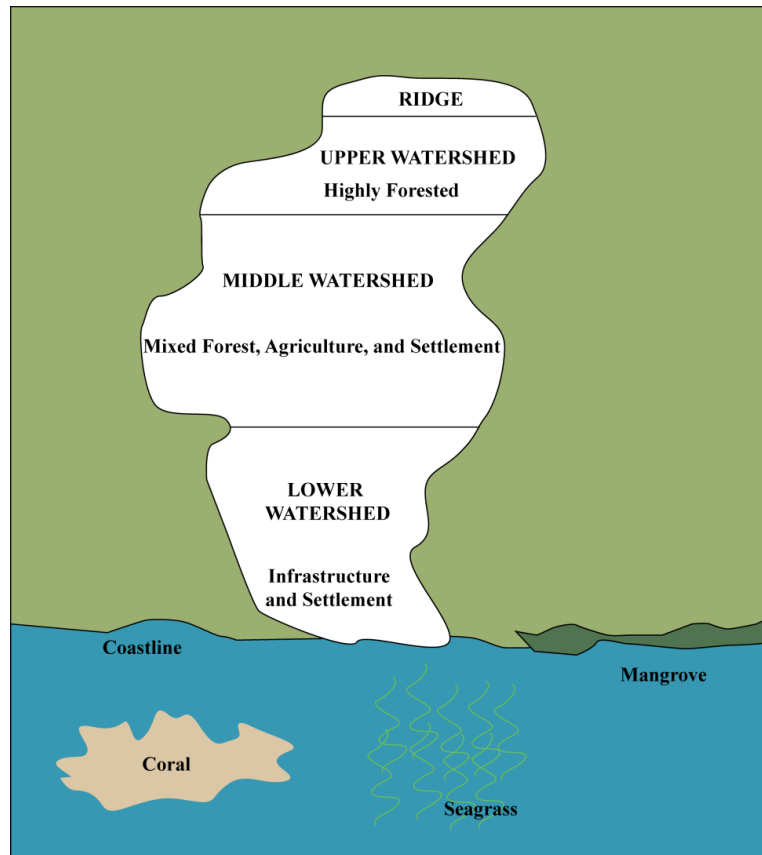 RIDGE
UPPER WATERSHED
Highly Forested
MIDDLE WATERSHED
Mixed Forest, Agriculture, and Settlement
LOWER
WATERSHED
Infrastructure
and Settlement
Coastline
Mangrove
Coral
Seagrass